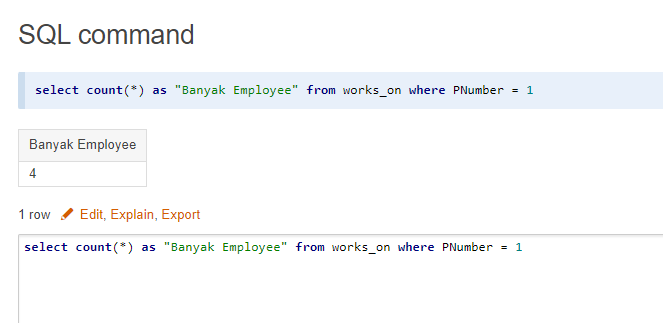 SQL command
select count(*) as "Banyak Employee" from works_on where PNumber = 1
Banyak Employee
4
1 row Edit, Explain, Export
select count(*) as "Banyak Employee" from works_on where PNumber = 1